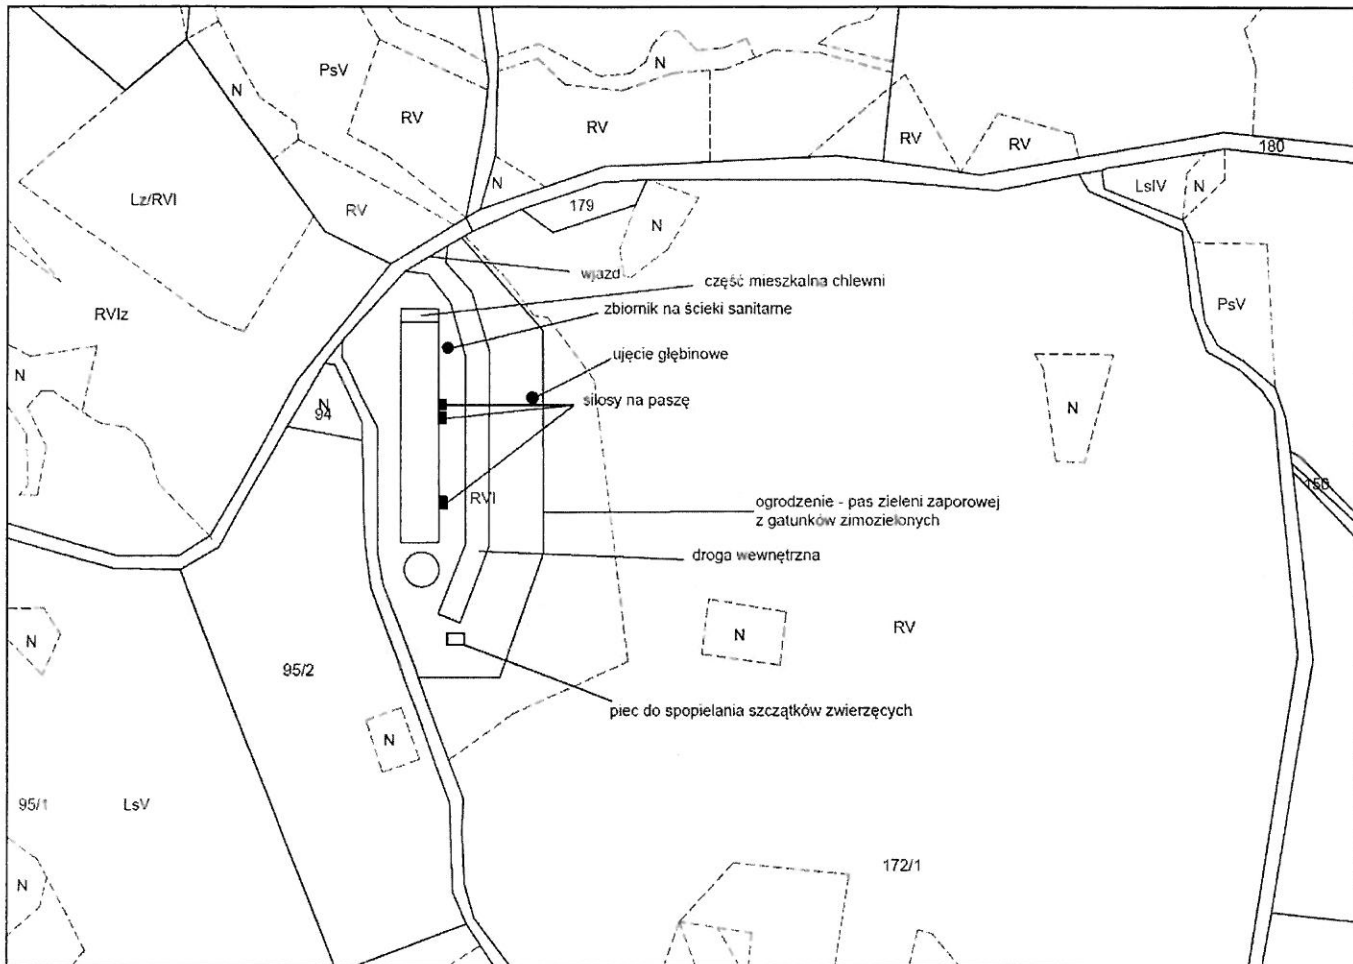 N
PsV
N
RV
RV
RV
RV
180
Lz/RVI
RV
N
179
N
LsIV
N
wjazd
część mieszkalna chlewni
zbiornik na ścieki sanitarne
PsV
RVIz
ujęcie głębinowe
N
silosy na paszę
N
94
N
RVI
ogrodzenie - pas zieleni zaporowej
z gatunków zimozielonych
droga wewnętrzna
N
95/2
N
RV
piec do spopielania szczątków zwierzęcych
N
95/1
LsV
172/1
N